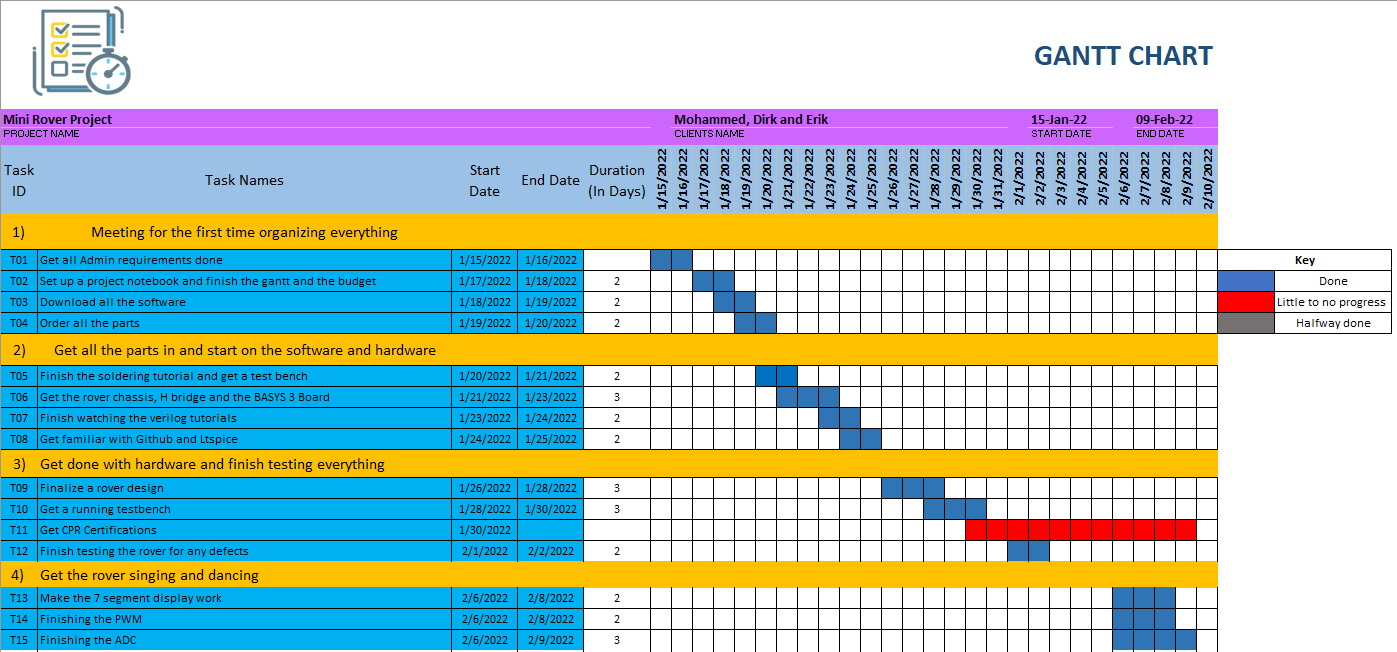 GANTT CHART
Mini Rover Project Mohammed, Dirk and Erik 15-Jan-22 09-Feb-22
PROJECT NAME CLIENTS NAME START DATE END DATE
Task ID Task Names Start Date End Date Duration (In Days) 1/15/2022 1/16/2022 1/17/2022 1/18/2022 1/19/2022 1/20/2022 1/21/2022 1/22/2022 1/23/2022 1/24/2022 1/25/2022 1/26/2022 1/27/2022 1/28/2022 1/29/2022 1/30/2022 1/31/2022 2/1/2022 2/2/2022 2/3/2022 2/4/2022 2/5/2022 2/6/2022 2/7/2022 2/8/2022 2/9/2022 2/10/2022
1) Meeting for the first time organizing everything
T01 Get all Admin requirements done 1/15/2022 1/16/2022 Key
T02 Set up a project notebook and finish the gantt and the budget 1/17/2022 1/18/2022 2 Done
T03 Download all the software 1/18/2022 1/19/2022 2 Little to no progress
T04 Order all the parts 1/19/2022 1/20/2022 2 Halfway done
2) Get all the parts in and start on the software and hardware
T05 Finish the soldering tutorial and get a test bench 1/20/2022 1/21/2022 2
T06 Get the rover chassis, H bridge and the BASYS 3 Board 1/21/2022 1/23/2022 3
T07 Finish watching the verilog tutorials 1/23/2022 1/24/2022 2
T08 Get familiar with Github and Ltspice 1/24/2022 1/25/2022 2
3) Get done with hardware and finish testing everything
T09 Finalize a rover design 1/26/2022 1/28/2022 3
T10 Get a running testbench 1/28/2022 1/30/2022 3
T11 Get CPR Certifications 1/30/2022
T12 Finish testing the rover for any defects 2/1/2022 2/2/2022 2
4) Get the rover singing and dancing
T13 Make the 7 segment display work 2/6/2022 2/8/2022 2
T14 Finishing the PWM 2/6/2022 2/8/2022 2
T15 Finishing the ADC 2/6/2022 2/9/2022 3